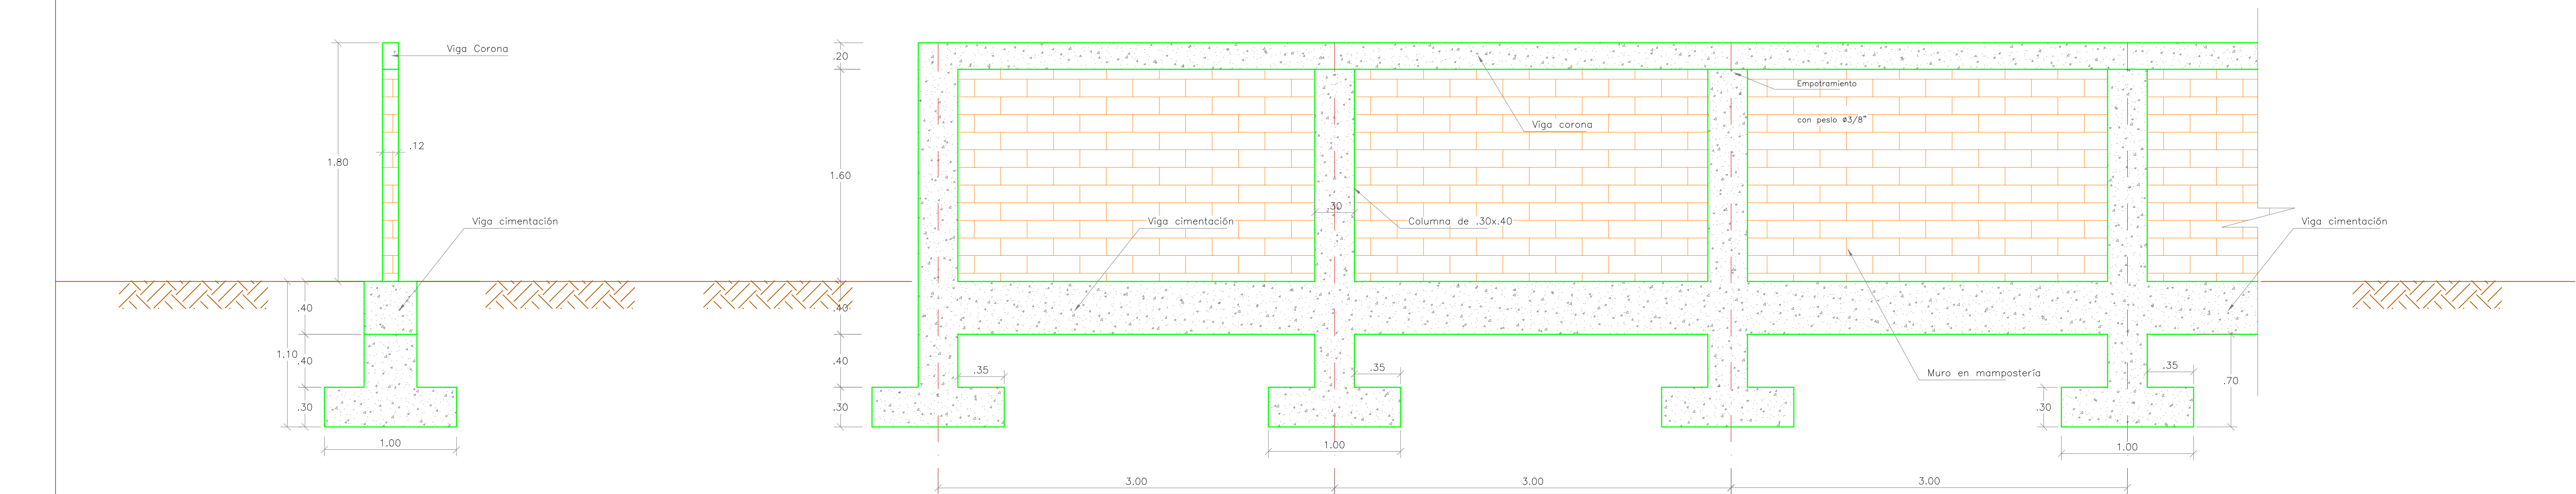 Viga Corona
1.80
.12
Viga cimentación
.40
1.10
.40
.30
1.00
.20
1.60
.40
.40
.30
Empotramiento
con peslo ø3/8"
Viga corona
.30
Viga cimentación
Columna de .30x.40
Viga cimentación
Muro en mampostería
.35
.35
.35
.70
.30
1.00
1.00
3.00
3.00
3.00